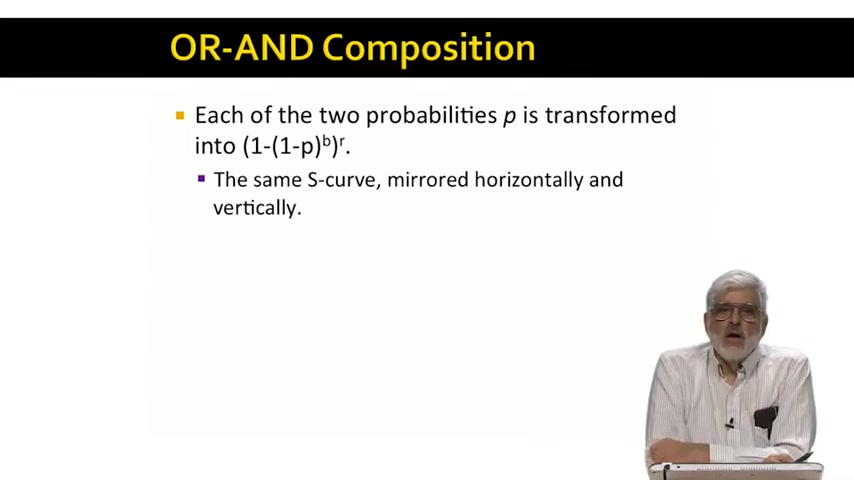 OR-AND Composition
Each of the two probabilities p is transformed
into (1-(1-p)ᵇ)ʳ.
The same S-curve, mirrored horizontally and
vertically.